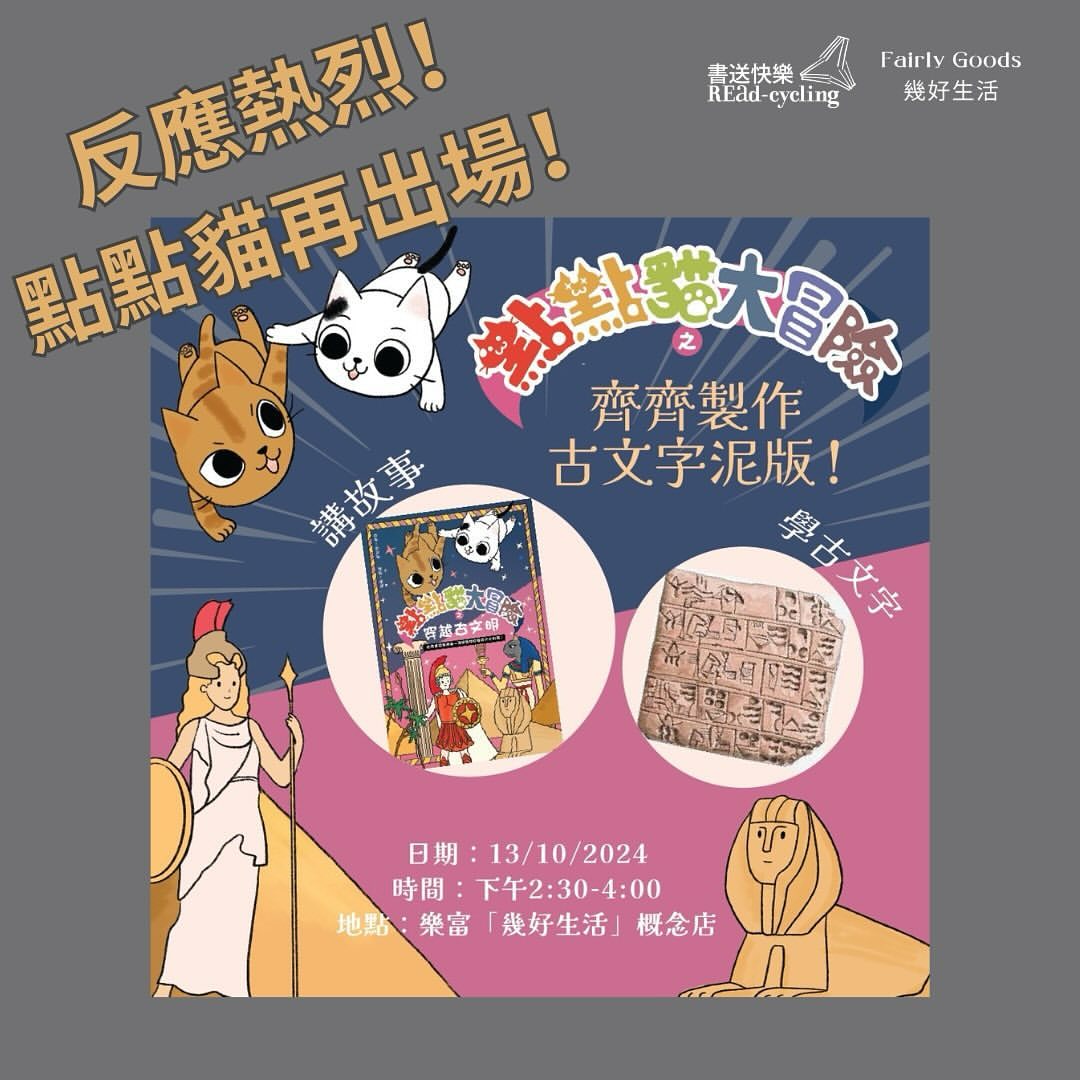 反應熱烈！
點點貓再出場！
書送快樂
REad-cycling
Fairly Goods
幾好生活
點點貓大冒險
之
齊齊製作
古文字泥版！
講故事
學古文字
點點貓大冒險
之
穿越古文明
日期：13/10/2024
時間：下午2:30-4:00
地點：樂富「幾好生活」概念店